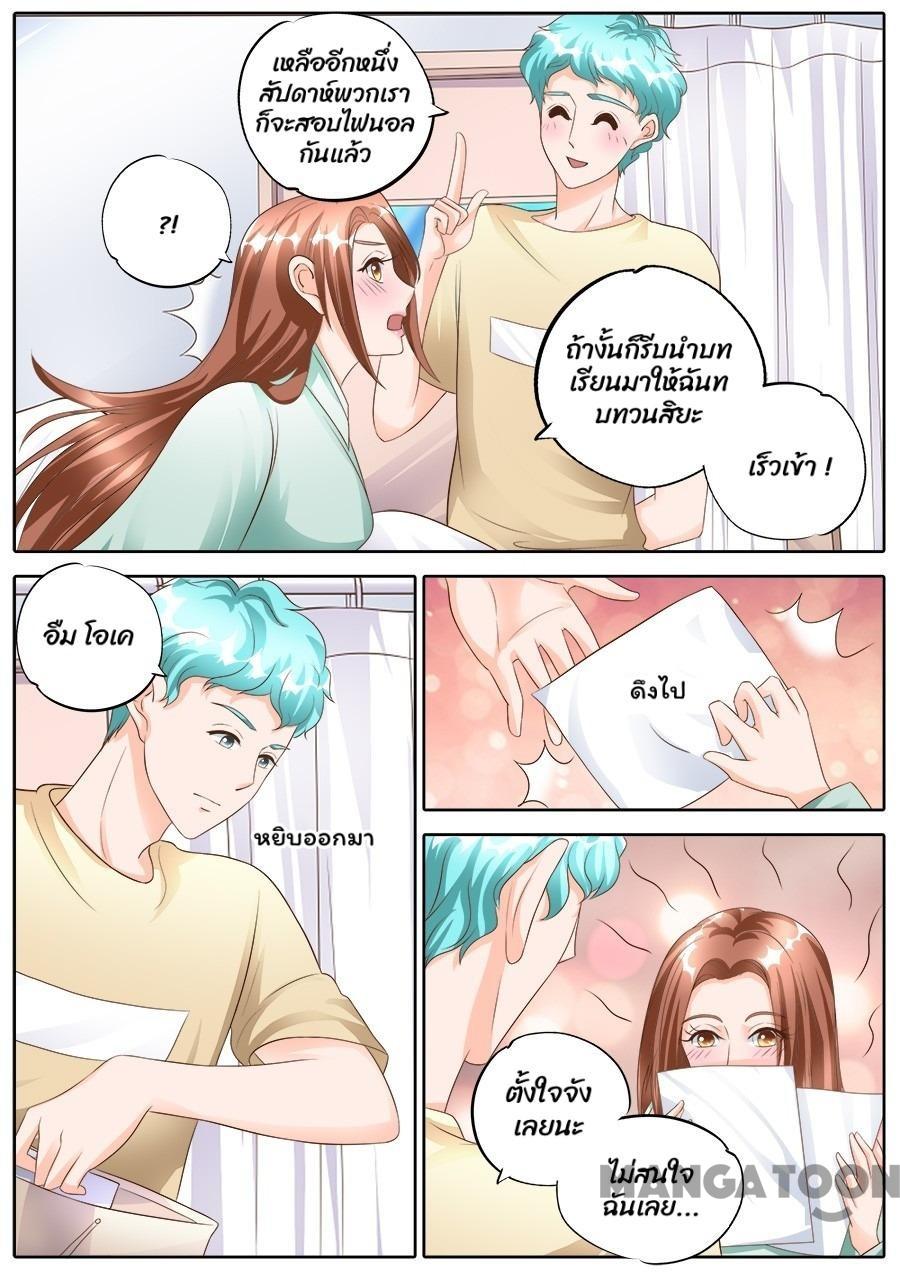 เหลืออีกหนึ่ง
สัปดาห์พวกเรา
ก็จะสอบไฟนอล
กันแล้ว
?!
ถ้างั้นก็รีบนำบท
เรียนมาให้ฉันท
บทวนสิยะ
เร็วเข้า !
อืม โอเค
หยิบออกมา
ดึงไป
ตั้งใจจัง
เลยนะ
ไม่สนใจ
ฉันเลย...
MANGATOON